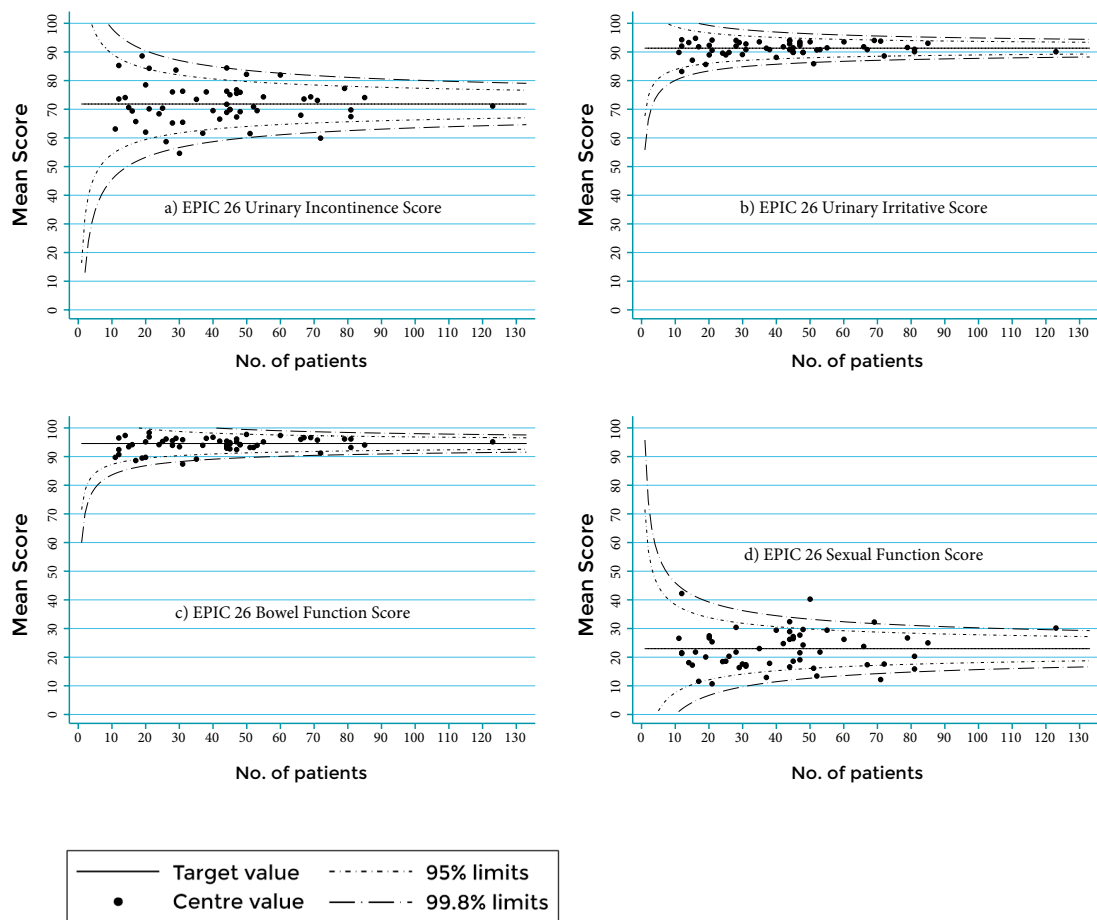 100
90
80
70
60
50
40
30
20
10
0
Mean Score
a) EPIC 26 Urinary Incontinence Score
0 10 20 30 40 50 60 70 80 90 100 110 120 130
No. of patients
100
90
80
70
60
50
40
30
20
10
0
Mean Score
b) EPIC 26 Urinary Irritative Score
0 10 20 30 40 50 60 70 80 90 100 110 120 130
No. of patients
100
90
80
70
60
50
40
30
20
10
0
Mean Score
c) EPIC 26 Bowel Function Score
0 10 20 30 40 50 60 70 80 90 100 110 120 130
No. of patients
100
90
80
70
60
50
40
30
20
10
0
Mean Score
d) EPIC 26 Sexual Function Score
0 10 20 30 40 50 60 70 80 90 100 110 120 130
No. of patients
Target value 95% limits
Centre value 99.8% limits